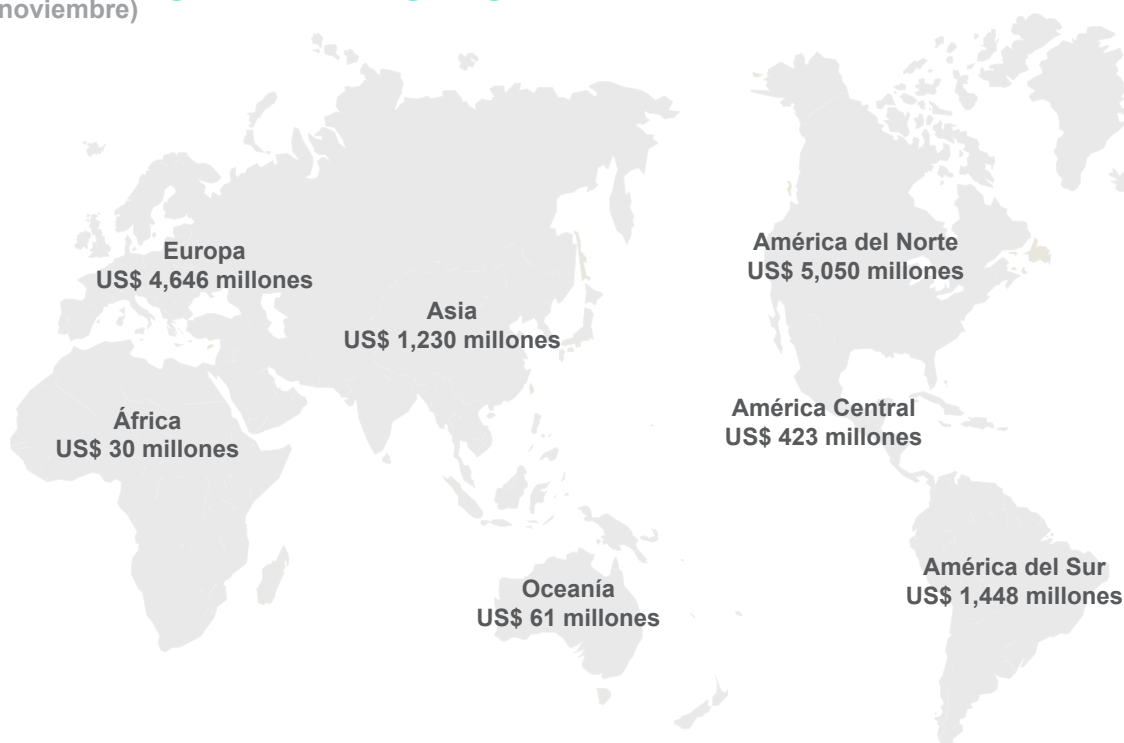 noviembre)
Europa
US$ 4,646 millones
América del Norte
US$ 5,050 millones
Asia
US$ 1,230 millones
América Central
US$ 423 millones
África
US$ 30 millones
América del Sur
US$ 1,448 millones
Oceanía
US$ 61 millones